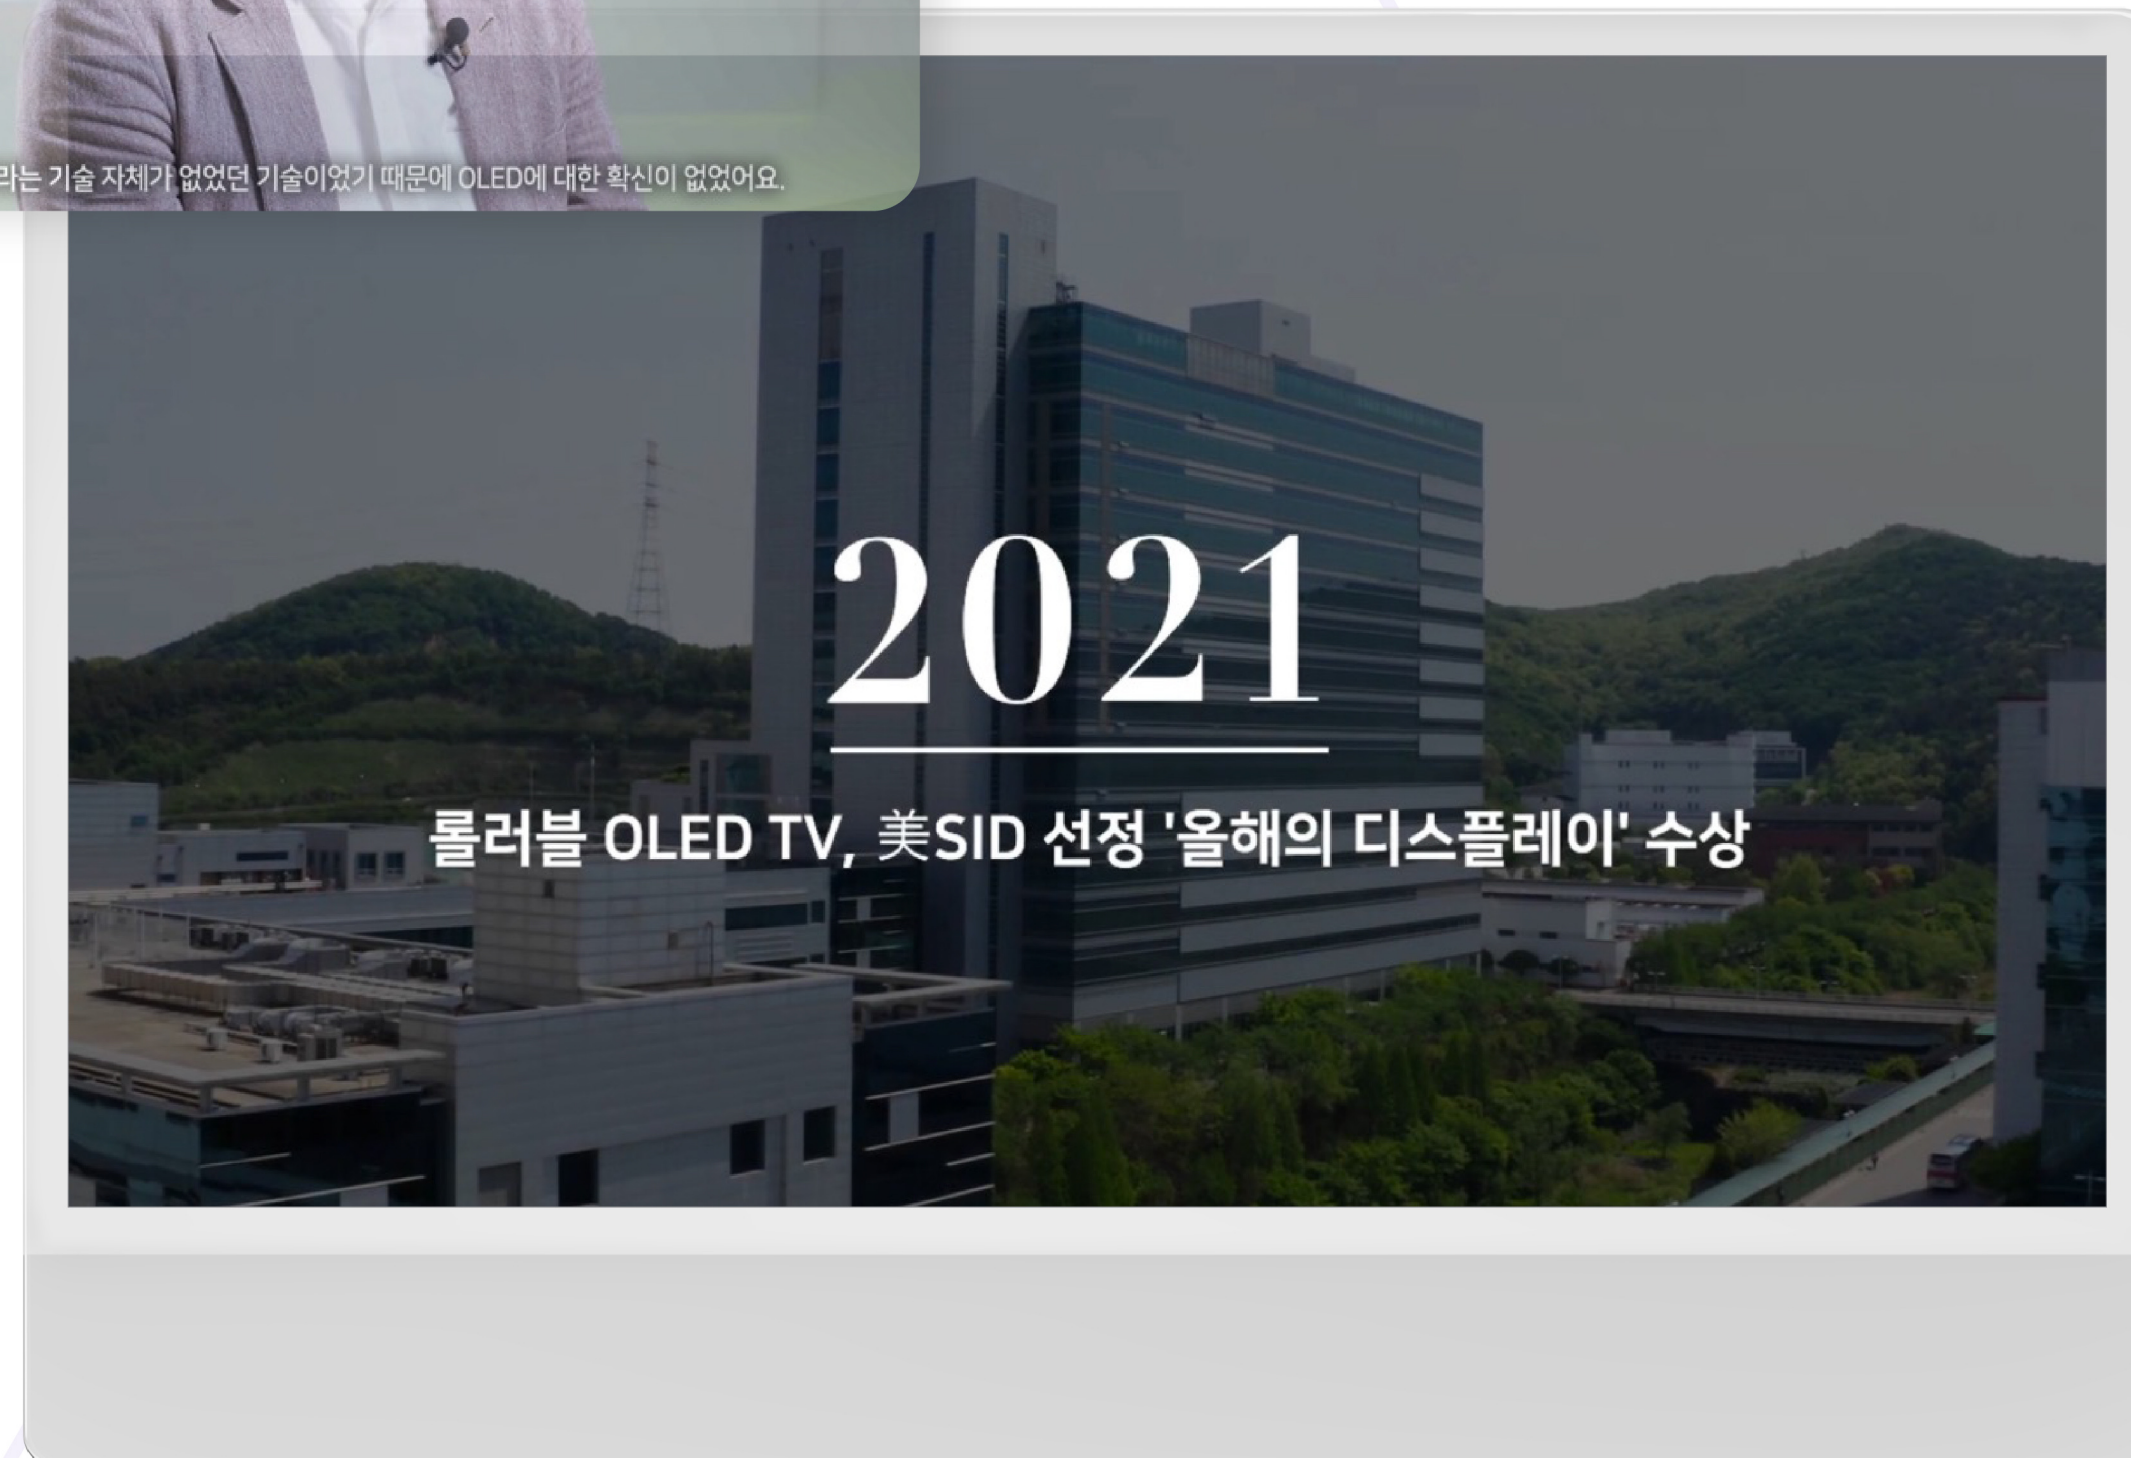 라는 기술 자체가 없었던 기술이었기 때문에 OLED에 대한 확신이 없었어요.
2021
롤러블 OLED TV, 美SID 선정 '올해의 디스플레이' 수상